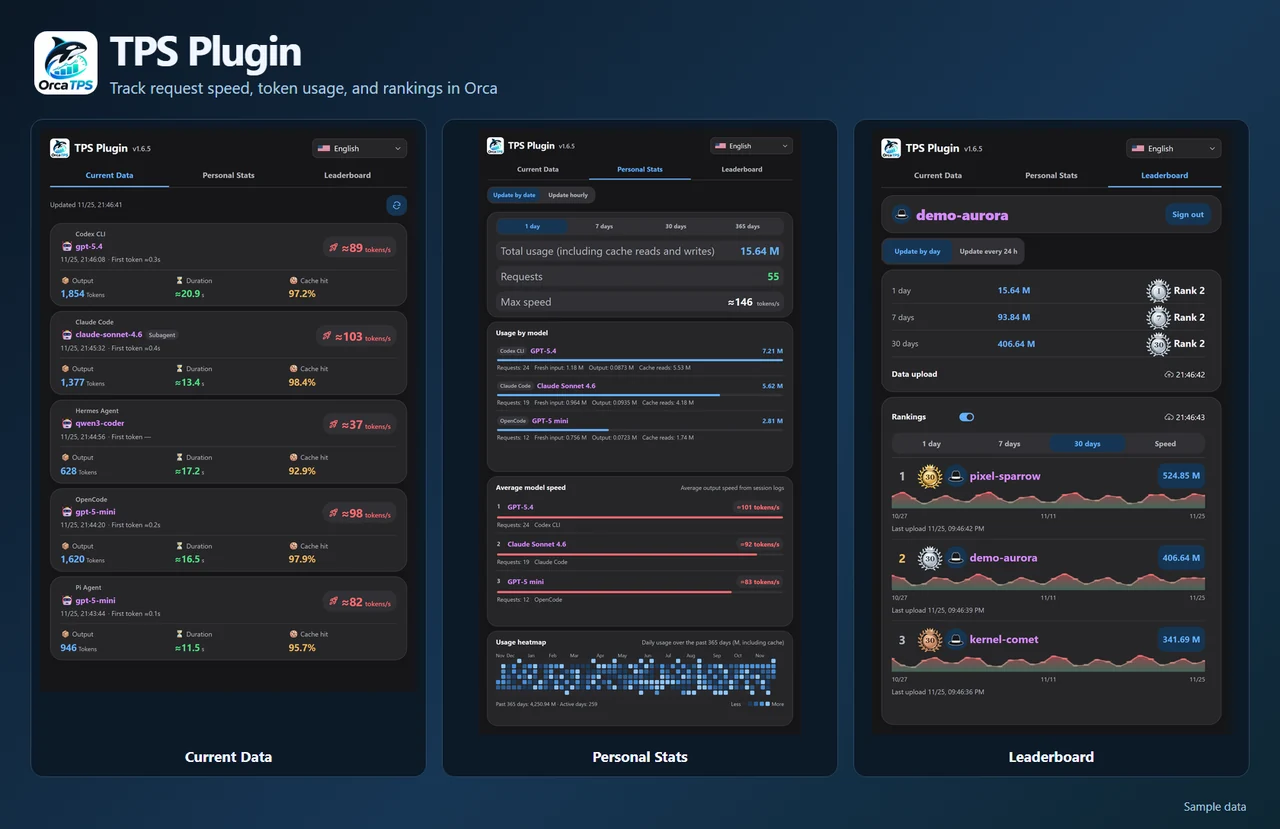 OrcaTPS
TPS Plugin
Track request speed, token usage, and rankings in Orca
TPS Plugin v1.6.5
English
Current Data Personal Stats Leaderboard
Updated 11/25, 21:46:41
Codex CLI
gpt-5.4
≈89 tokens/s
11/25, 21:46:08 · First token ≈0.3s
Output Duration Cache hit
1,854 Tokens ≈20.9 s 97.2%
Claude Code
claude-sonnet-4.6 Subagent
≈103 tokens/s
11/25, 21:45:32 · First token ≈0.4s
Output Duration Cache hit
1,377 Tokens ≈13.4 s 98.4%
Hermes Agent
qwen3-coder
≈37 tokens/s
11/25, 21:44:56 · First token —
Output Duration Cache hit
628 Tokens ≈17.2 s 92.9%
OpenCode
gpt-5-mini
≈98 tokens/s
11/25, 21:44:20 · First token ≈0.2s
Output Duration Cache hit
1,620 Tokens ≈16.5 s 97.9%
Pi Agent
gpt-5-mini
≈82 tokens/s
11/25, 21:43:44 · First token ≈0.1s
Output Duration Cache hit
946 Tokens ≈11.5 s 95.7%
Current Data
TPS Plugin v1.6.5
English
Current Data Personal Stats Leaderboard
Update by date Update hourly
1 day 7 days 30 days 365 days
Total usage (including cache reads and writes) 15.64 M
Requests 55
Max speed ≈146 tokens/s
Usage by model
Codex CLI GPT-5.4 7.21 M
Requests: 24 Fresh input: 1.18 M Output: 0.0873 M Cache reads: 5.53 M
Claude Code Claude Sonnet 4.6 5.62 M
Requests: 19 Fresh input: 0.964 M Output: 0.0935 M Cache reads: 4.18 M
OpenCode GPT-5 mini 2.81 M
Requests: 12 Fresh input: 0.756 M Output: 0.0723 M Cache reads: 1.74 M
Average model speed Average output speed from session logs
1 GPT-5.4 ≈101 tokens/s
Requests: 24 Codex CLI
2 Claude Sonnet 4.6 ≈92 tokens/s
Requests: 19 Claude Code
3 GPT-5 mini ≈83 tokens/s
Requests: 12 OpenCode
Usage heatmap Daily usage over the past 365 days (M, including cache)
Nov Dec Jan Feb Mar Apr May Jun Jul Aug Sep Oct Nov
Past 365 days: 4,250.94 M · Active days: 259 Less More
Personal Stats
TPS Plugin v1.6.5
English
Current Data Personal Stats Leaderboard
demo-aurora Sign out
Update by day Update every 24 h
1 day 15.64 M 1 Rank 2
7 days 93.84 M 7 Rank 2
30 days 406.64 M 30 Rank 2
Data upload 21:46:42
Rankings 21:46:43
1 day 7 days 30 days Speed
1 30 pixel-sparrow 524.85 M
10/27 11/11 11/25
Last upload 11/25, 09:46:42 PM
2 30 demo-aurora 406.64 M
10/27 11/11 11/25
Last upload 11/25, 09:46:39 PM
3 30 kernel-comet 341.69 M
10/27 11/11 11/25
Last upload 11/25, 09:46:36 PM
Leaderboard
Sample data